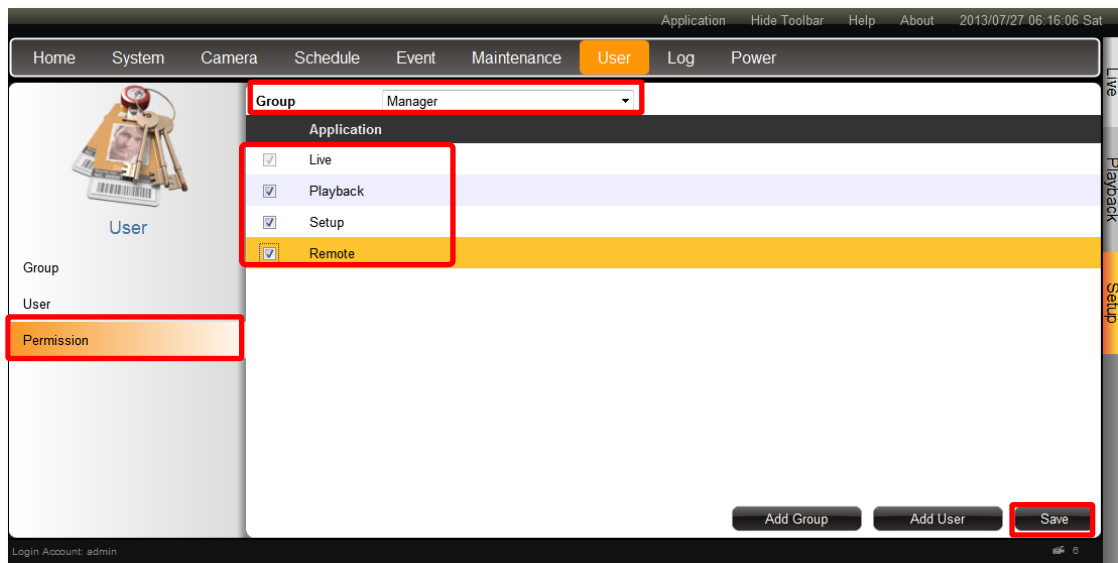 Application Hide Toolbar Help About 2013/07/27 06:16:06 Sat
Home System Camera Schedule Event Maintenance User Log Power
Live
Playback
Setup
User
Group
User
Permission
Group Manager
Application
Live
Playback
Setup
Remote
Add Group Add User Save
Login Account: admin 6